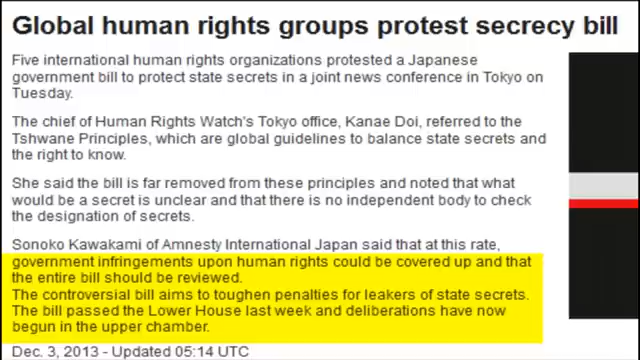 Global human rights groups protest secrecy bill
Five international human rights organizations protested a Japanese
government bill to protect state secrets in a joint news conference in Tokyo on
Tuesday.
The chief of Human Rights Watch's Tokyo office, Kanae Doi, referred to the
Tshwane Principles, which are global guidelines to balance state secrets and
the right to know.
She said the bill is far removed from these principles and noted that what
would be a secret is unclear and that there is no independent body to check
the designation of secrets.
Sonoko Kawakami of Amnesty International Japan said that at this rate,
government infringements upon human rights could be covered up and that
the entire bill should be reviewed.
The controversial bill aims to toughen penalties for leakers of state secrets.
The bill passed the Lower House last week and deliberations have now
begun in the upper chamber.
Dec. 3, 2013 - Updated 05:14 UTC